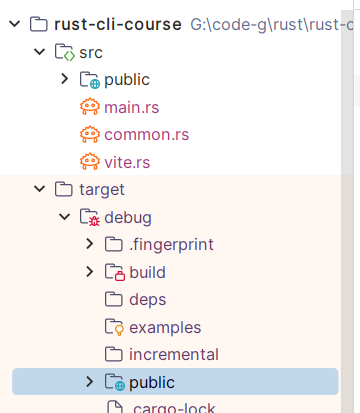 rust-cli-course G:\code-g\rust\rust-c
src
public
main.rs
common.rs
vite.rs
target
debug
.fingerprint
build
deps
examples
incremental
public
.cargo-lock